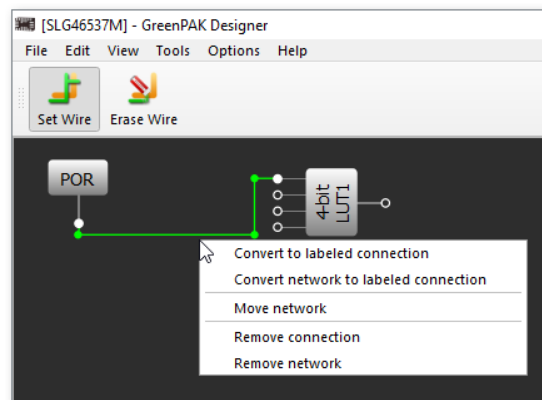 [SLG46537M] - GreenPAK Designer
File Edit View Tools Options Help
Set Wire Erase Wire
POR
4-bit
LUT1
Convert to labeled connection
Convert network to labeled connection
Move network
Remove connection
Remove network